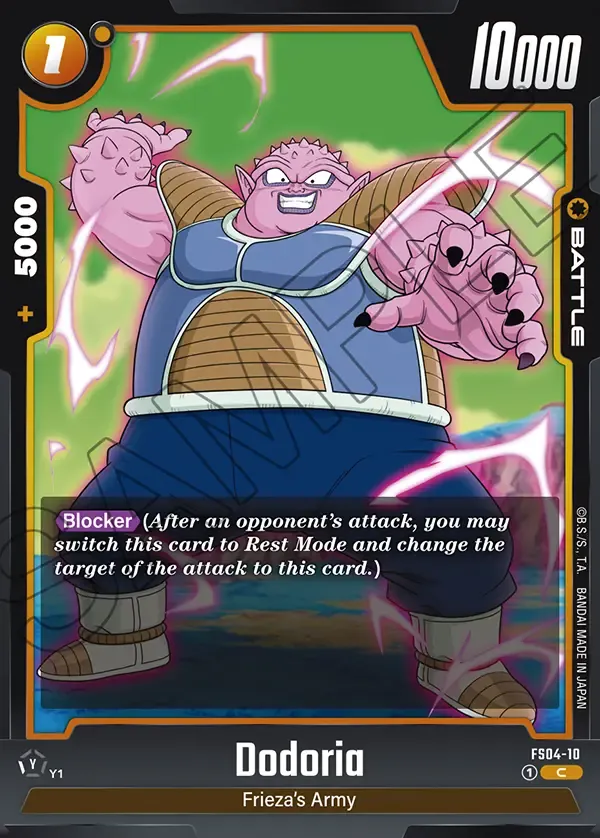 1
10000
+ 5000
BATTLE
SAMPLE
Blocker (After an opponent's attack, you may
switch this card to Rest Mode and change the
target of the attack to this card.)
©B.S./S., T.A. BANDAI MADE IN JAPAN
Y Y1
Dodoria
FS04-10
1 C
Frieza's Army